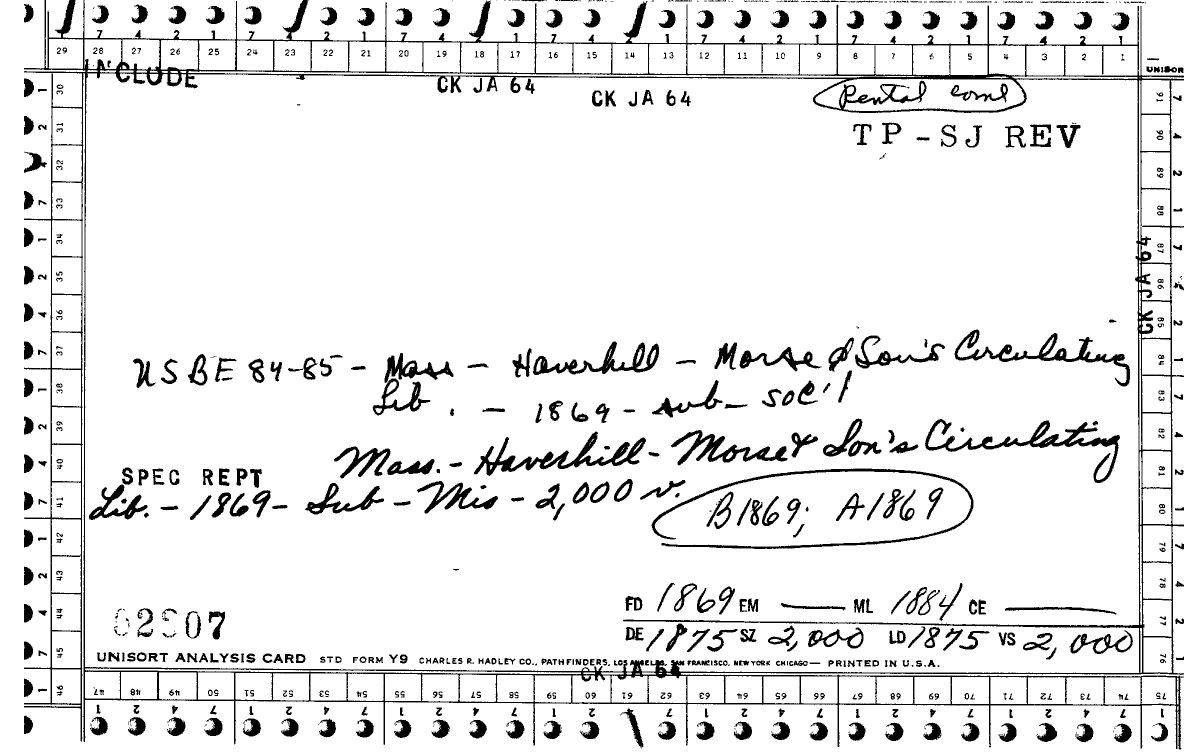 7 4 2 1 7 4 2 1 7 4 2 1 7 4 2 1 7 4 2 1 7 4 2 1 7 4 2 1
29 28 27 26 25 24 23 22 21 20 19 18 17 16 15 14 13 12 11 10 9 8 7 6 5 4 3 2 1
INCLUDE
CK JA 64
CK JA 64
Rental coml
UNISORT
TP-SJ REV
CK JA 64
USBE 84-85 - Mass - Haverhill - Morse & Son's Circulating
Lib. - 1869 - sub - soc'l
Mass. - Haverhill - Morse & Son's Circulating
SPEC REPT
Lib. - 1869 - Sub - Mis - 2,000 v.
B1869; A1869
FD 1869 EM — ML 1884 CE —
DE 1875 SZ 2,000 LD 1875 VS 2,000
UNISORT ANALYSIS CARD STD FORM Y9 CHARLES R. HADLEY CO., PATHFINDERS, LOS ANGELES, SAN FRANCISCO, NEW YORK CHICAGO — PRINTED IN U.S.A.
CK JA 64
30 31 32 33 34 35 36 37 38 39 40 41 42 43 44 45 46
47 48 49 50 51 52 53 54 55 56 57 58 59 60 61 62 63 64 65 66 67 68 69 70 71 72 73 74 75
91 90 89 88 87 86 85 84 83 82 81 80 79 78 77 76